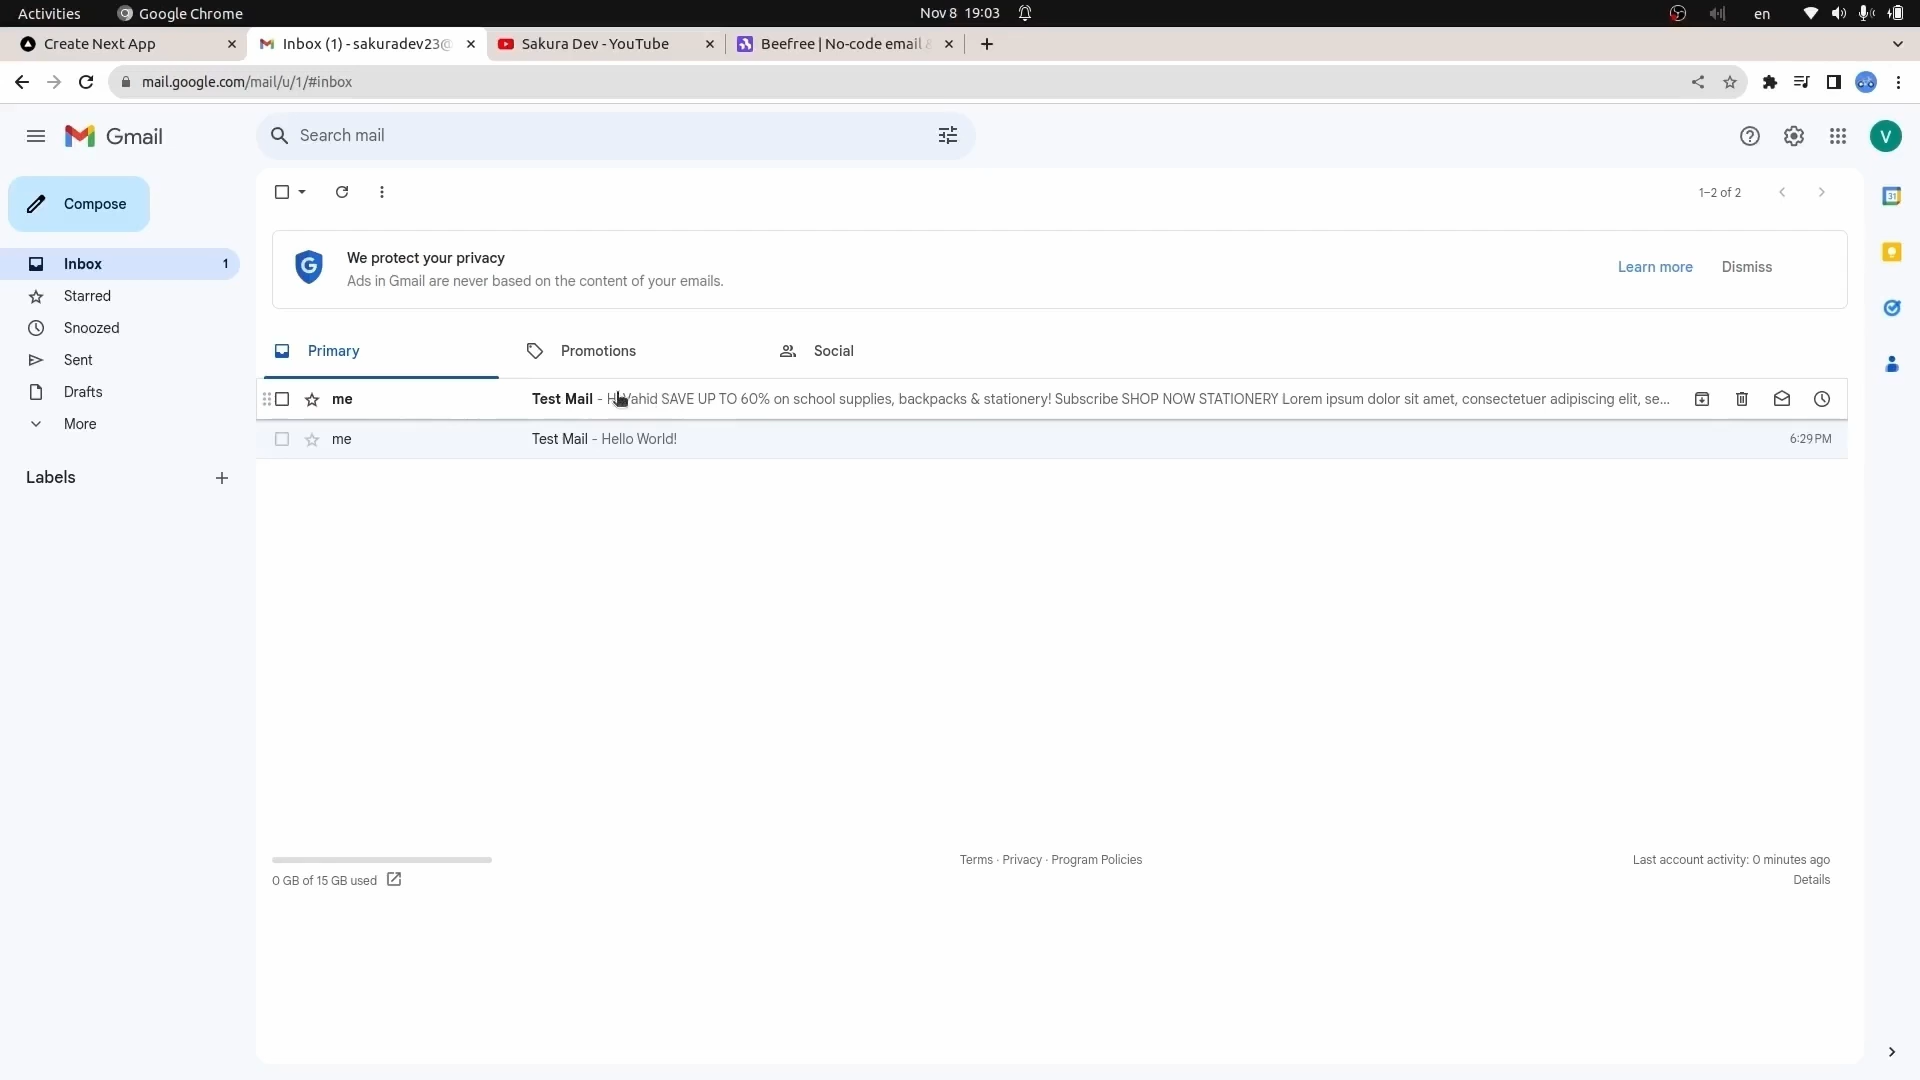 Activities Google Chrome Nov 8 19:03 en
Create Next App Inbox (1) - sakuradev23@ Sakura Dev - YouTube Beefree | No-code email
mail.google.com/mail/u/1/#inbox
Gmail Search mail V
1–2 of 2
Compose
We protect your privacy
Ads in Gmail are never based on the content of your emails.
Learn more Dismiss
Inbox 1
Starred
Snoozed
Sent
Drafts
More
Labels
Primary Promotions Social
me Test Mail - Vahid SAVE UP TO 60% on school supplies, backpacks & stationery! Subscribe SHOP NOW STATIONERY Lorem ipsum dolor sit amet, consectetuer adipiscing elit, se...
me Test Mail - Hello World! 6:29 PM
0 GB of 15 GB used
Terms · Privacy · Program Policies
Last account activity: 0 minutes ago
Details